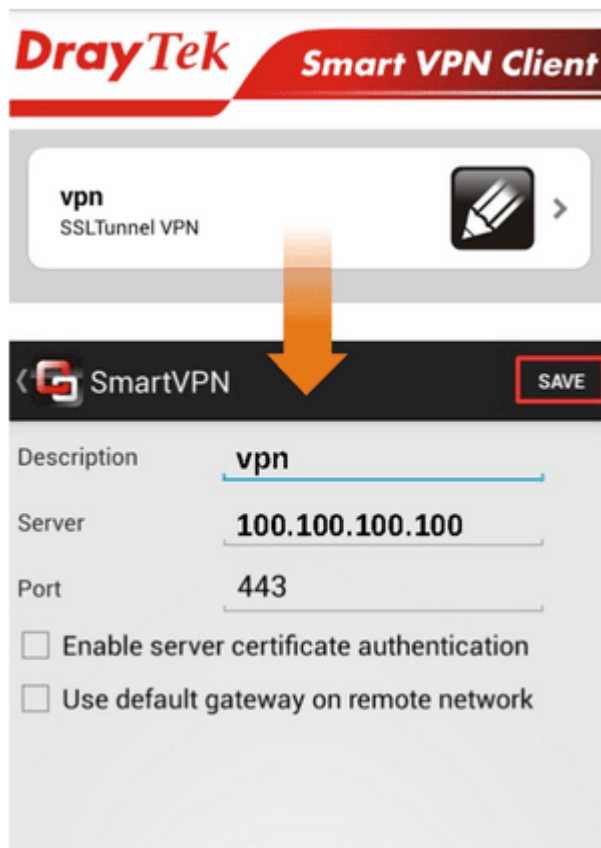 DrayTek Smart VPN Client
vpn
SSLTunnel VPN
SmartVPN SAVE
Description vpn
Server 100.100.100.100
Port 443
Enable server certificate authentication
Use default gateway on remote network